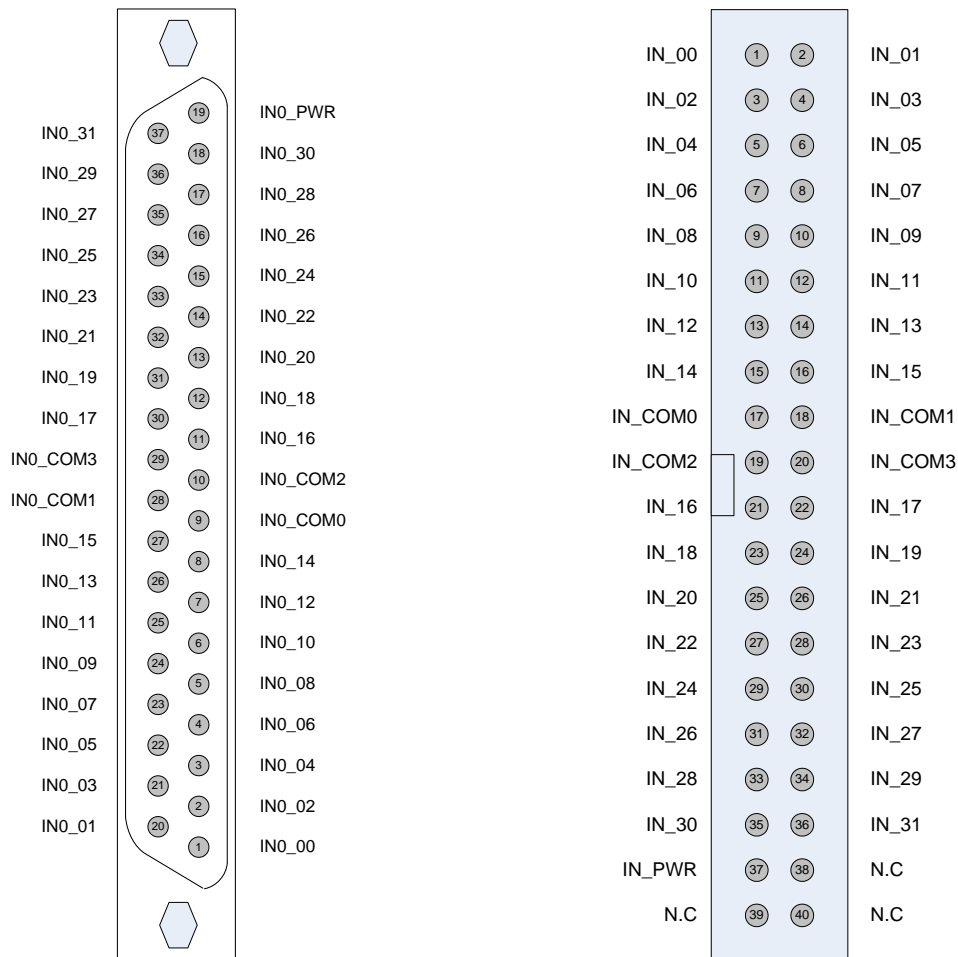 19 IN0_PWR
IN0_31 37
18 IN0_30
IN0_29 36
17 IN0_28
IN0_27 35
16 IN0_26
IN0_25 34
15 IN0_24
IN0_23 33
14 IN0_22
IN0_21 32
13 IN0_20
IN0_19 31
12 IN0_18
IN0_17 30
11 IN0_16
IN0_COM3 29
10 IN0_COM2
IN0_COM1 28
9 IN0_COM0
IN0_15 27
8 IN0_14
IN0_13 26
7 IN0_12
IN0_11 25
6 IN0_10
IN0_09 24
5 IN0_08
IN0_07 23
4 IN0_06
IN0_05 22
3 IN0_04
IN0_03 21
2 IN0_02
IN0_01 20
1 IN0_00
IN_00 1 2 IN_01
IN_02 3 4 IN_03
IN_04 5 6 IN_05
IN_06 7 8 IN_07
IN_08 9 10 IN_09
IN_10 11 12 IN_11
IN_12 13 14 IN_13
IN_14 15 16 IN_15
IN_COM0 17 18 IN_COM1
IN_COM2 19 20 IN_COM3
IN_16 21 22 IN_17
IN_18 23 24 IN_19
IN_20 25 26 IN_21
IN_22 27 28 IN_23
IN_24 29 30 IN_25
IN_26 31 32 IN_27
IN_28 33 34 IN_29
IN_30 35 36 IN_31
IN_PWR 37 38 N.C
N.C 39 40 N.C